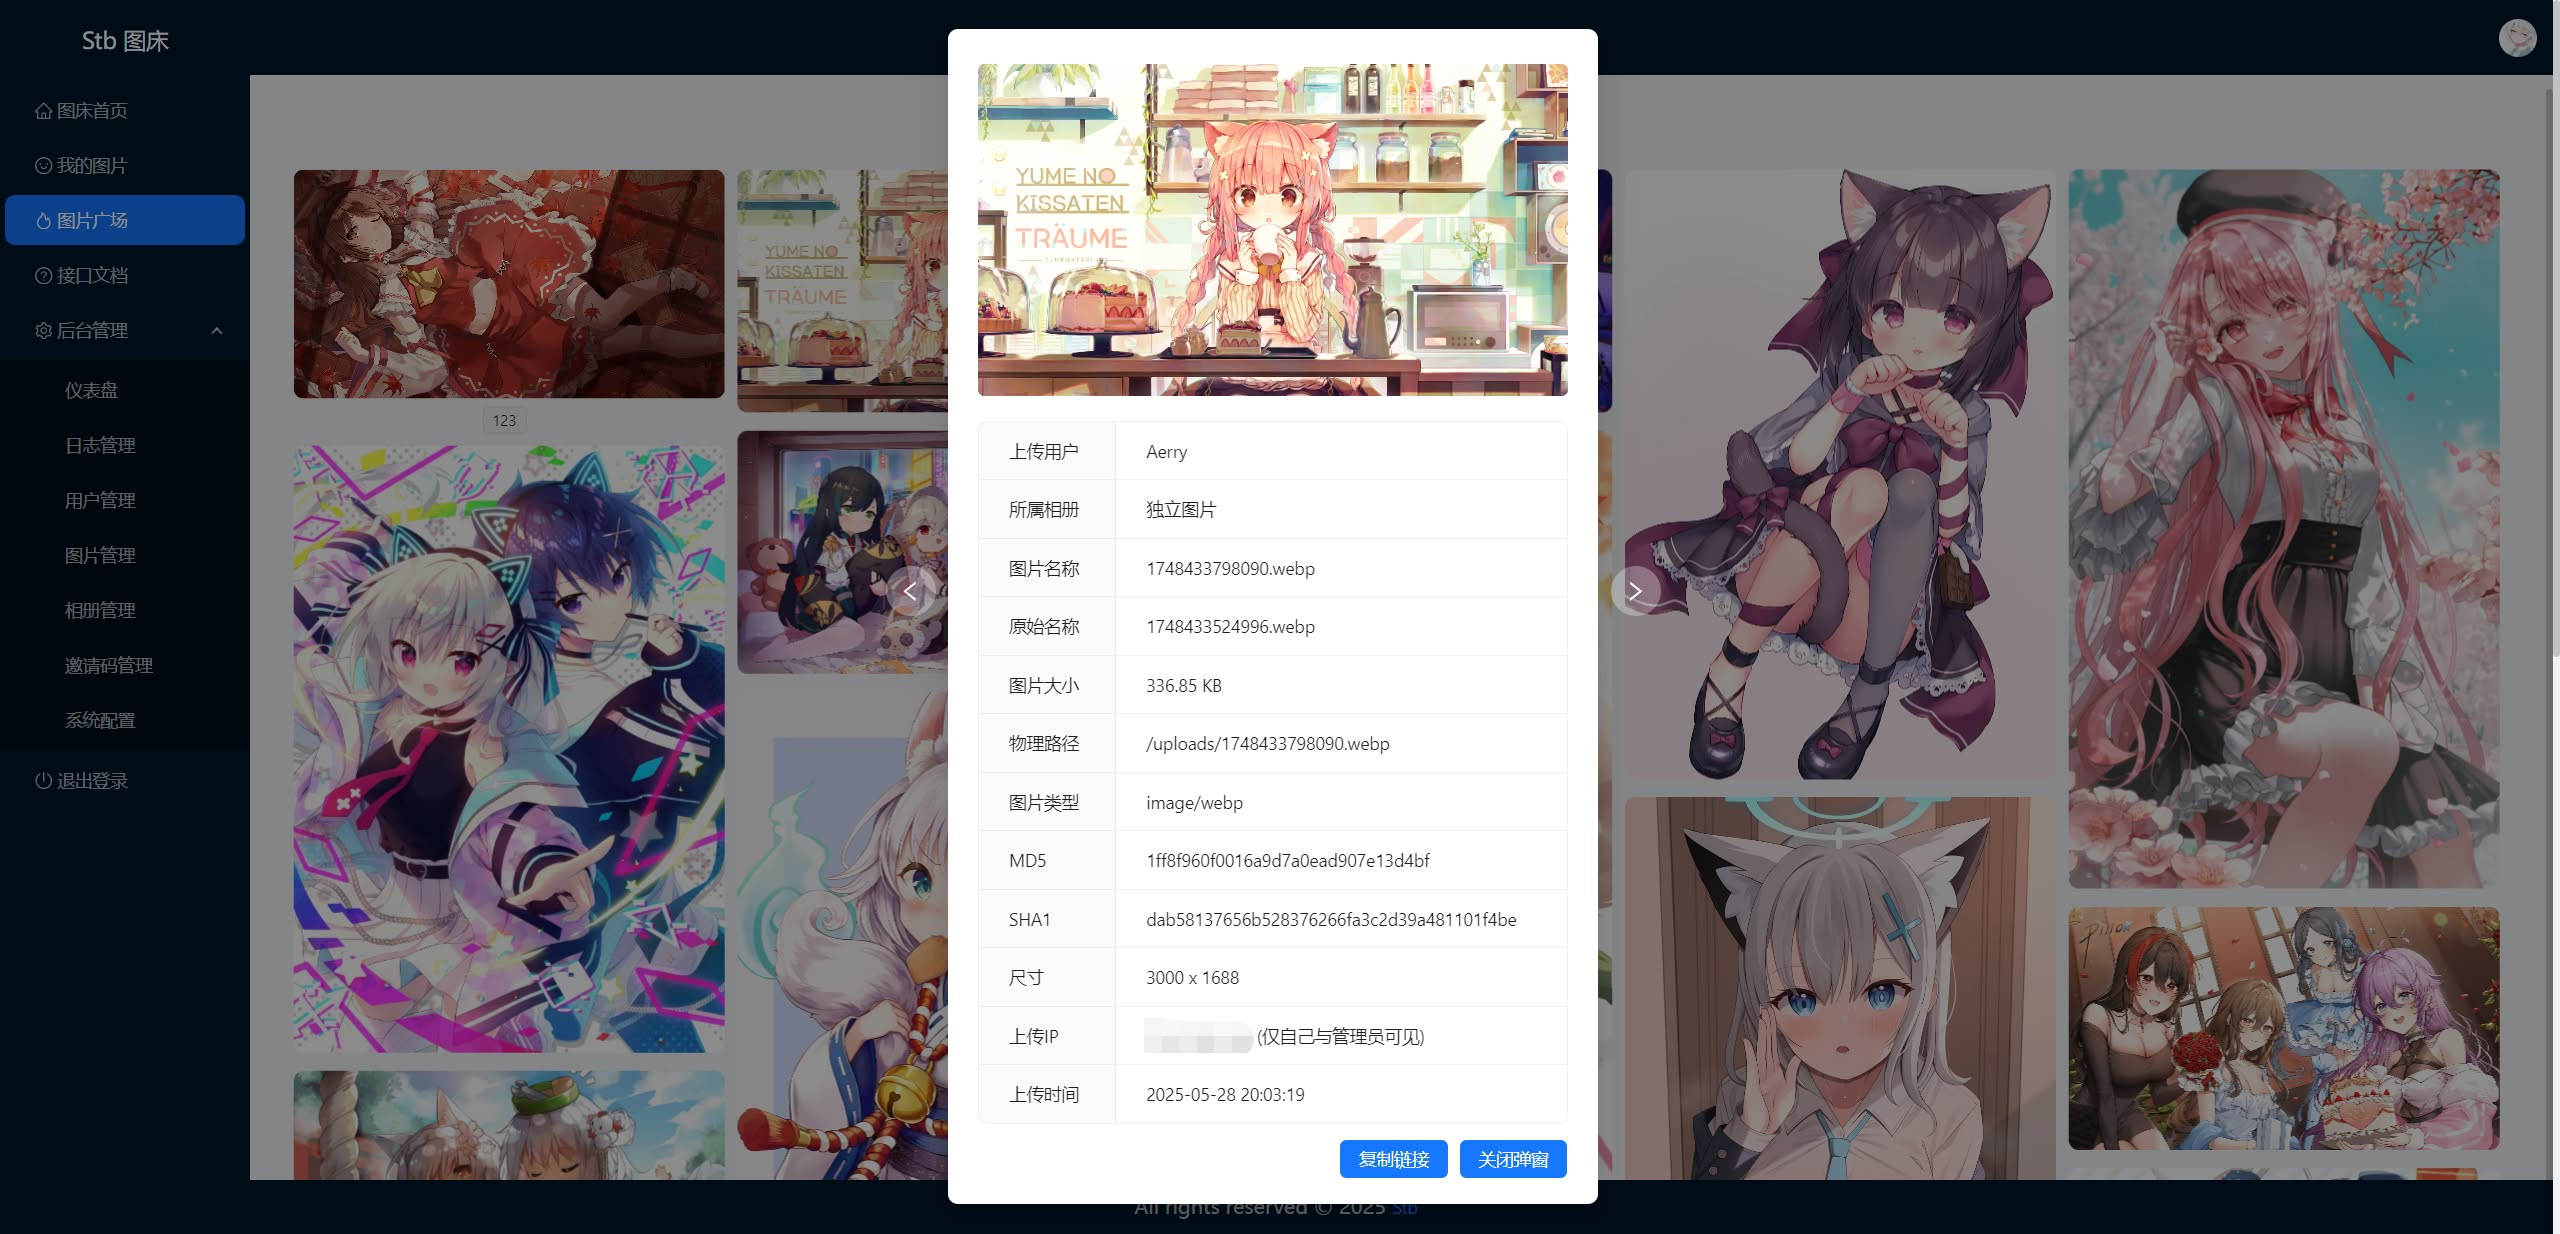 Stb 图床
图床首页
我的图片
图片广场
接口文档
后台管理
仪表盘
日志管理
用户管理
图片管理
相册管理
邀请码管理
系统配置
退出登录
123
YUME NO
KISSATEN
TRÄUME
YUME NO
KISSATEN
TRÄUME
上传用户 Aerry
所属相册 独立图片
图片名称 1748433798090.webp
原始名称 1748433524996.webp
图片大小 336.85 KB
物理路径 /uploads/1748433798090.webp
图片类型 image/webp
MD5 1ff8f960f0016a9d7a0ead907e13d4bf
SHA1 dab58137656b528376266fa3c2d39a481101f4be
尺寸 3000 x 1688
上传IP (仅自己与管理员可见)
上传时间 2025-05-28 20:03:19
复制链接 关闭弹窗
All rights reserved © 2025 Stb